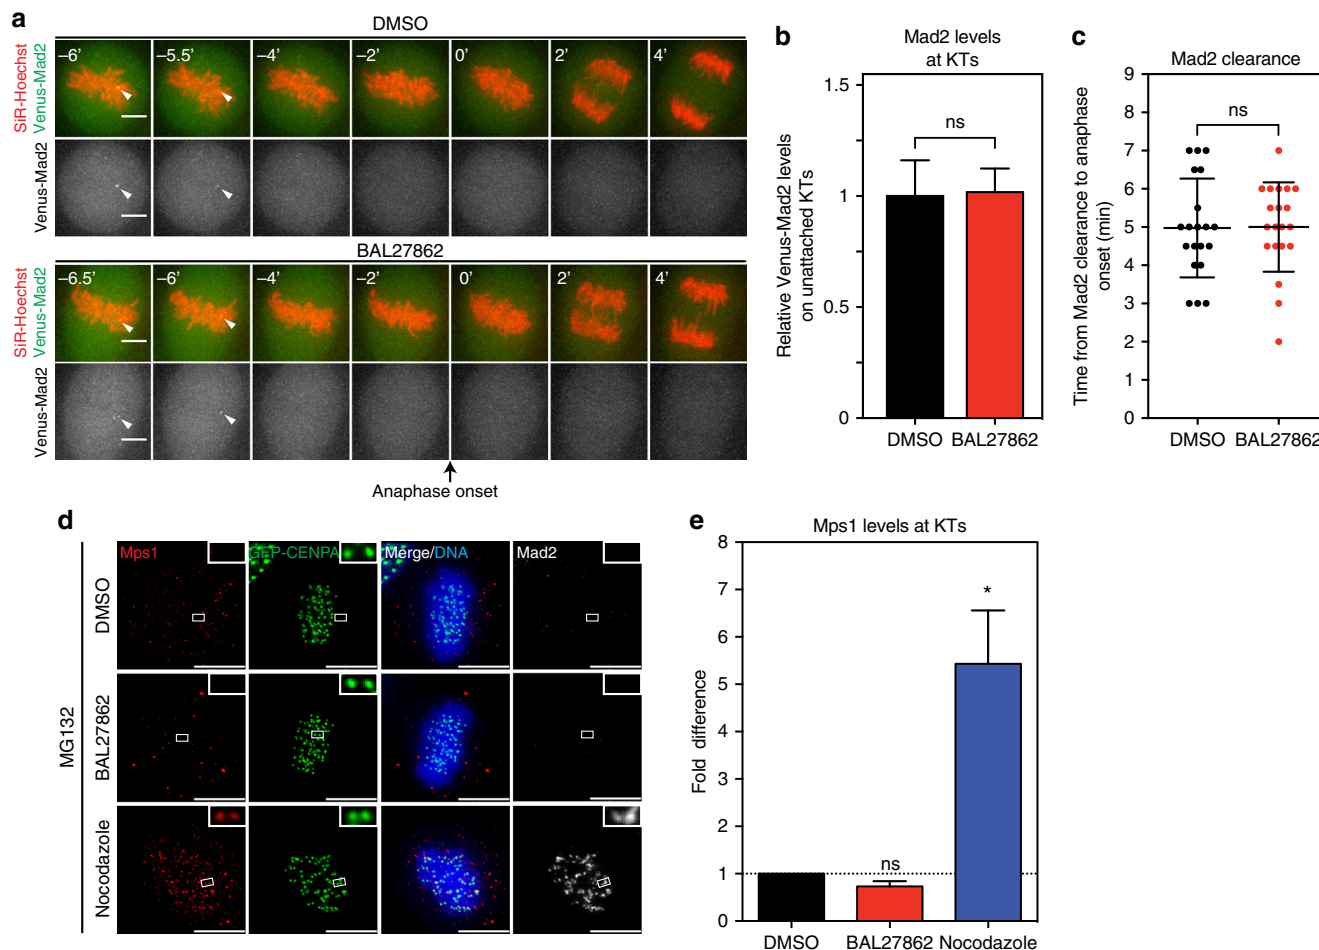 a
DMSO
SiR-Hoechst
Venus-Mad2
–6’ –5.5’ –4’ –2’ 0’ 2’ 4’
Venus-Mad2
BAL27862
SiR-Hoechst
Venus-Mad2
–6.5’ –6’ –4’ –2’ 0’ 2’ 4’
Venus-Mad2
Anaphase onset
b
Mad2 levels
at KTs
Relative Venus-Mad2 levels
on unattached KTs
1.5
1
0.5
0
ns
DMSO BAL27862
c
Mad2 clearance
Time from Mad2 clearance to anaphase
onset (min)
9
8
7
6
5
4
3
2
1
0
ns
DMSO BAL27862
d
MG132
Mps1 GFP-CENPA Merge/DNA Mad2
DMSO
BAL27862
Nocodazole
e
Mps1 levels at KTs
Fold difference
8
7
6
5
4
3
2
1
0
ns
*
DMSO BAL27862 Nocodazole